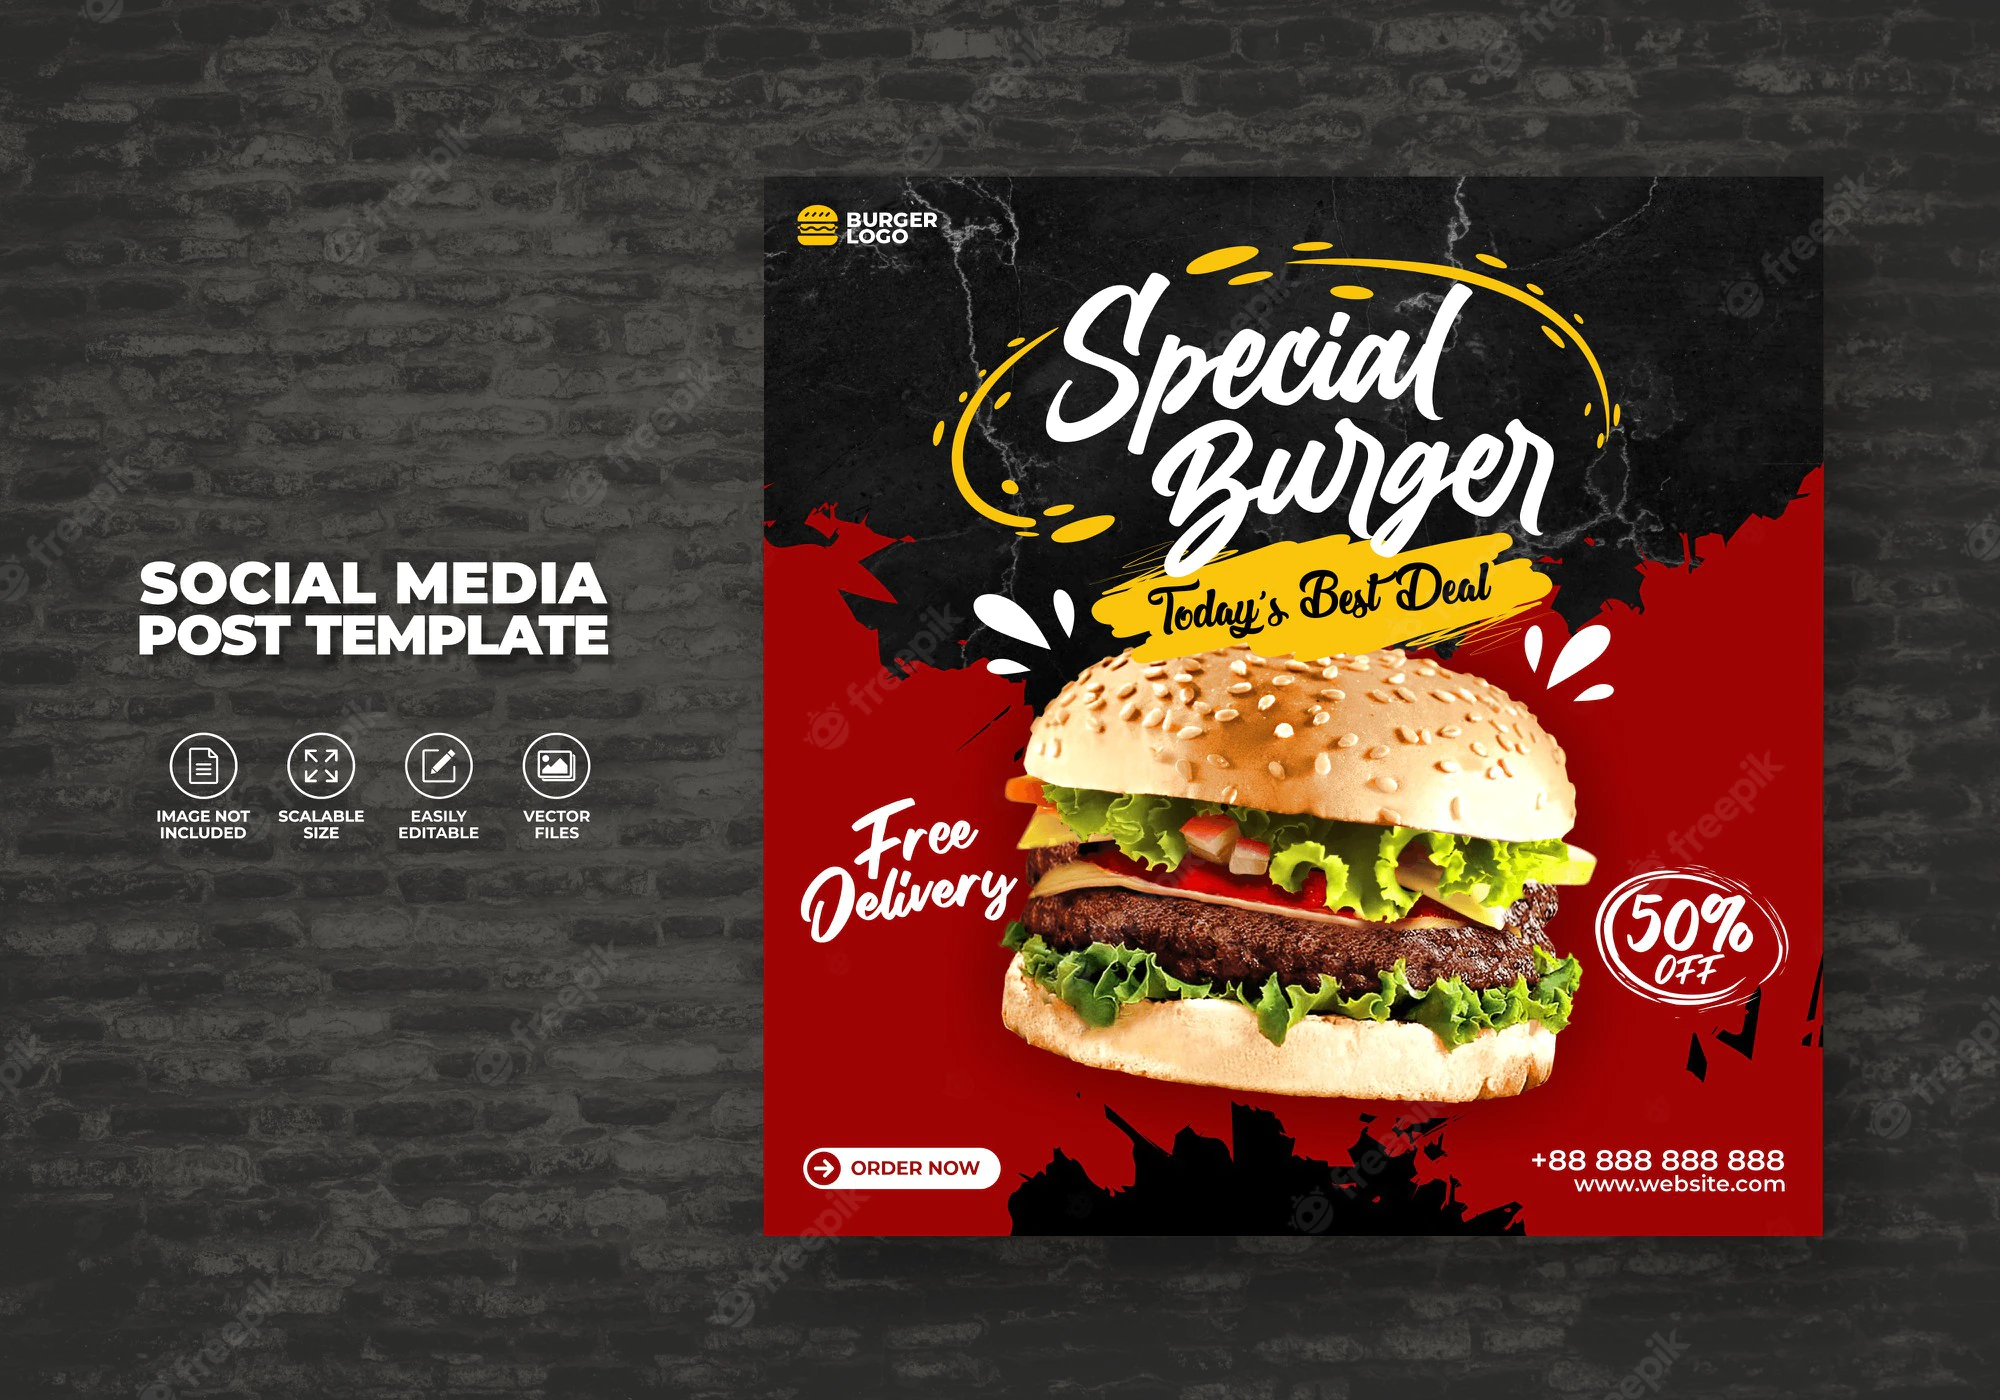 SOCIAL MEDIA
POST TEMPLATE
IMAGE NOT
INCLUDED
SCALABLE
SIZE
EASILY
EDITABLE
VECTOR
FILES
BURGER
LOGO
Special
Burger
Today's Best Deal
Free
Delivery
50%
OFF
ORDER NOW
+88 888 888 888
www.website.com
freepik